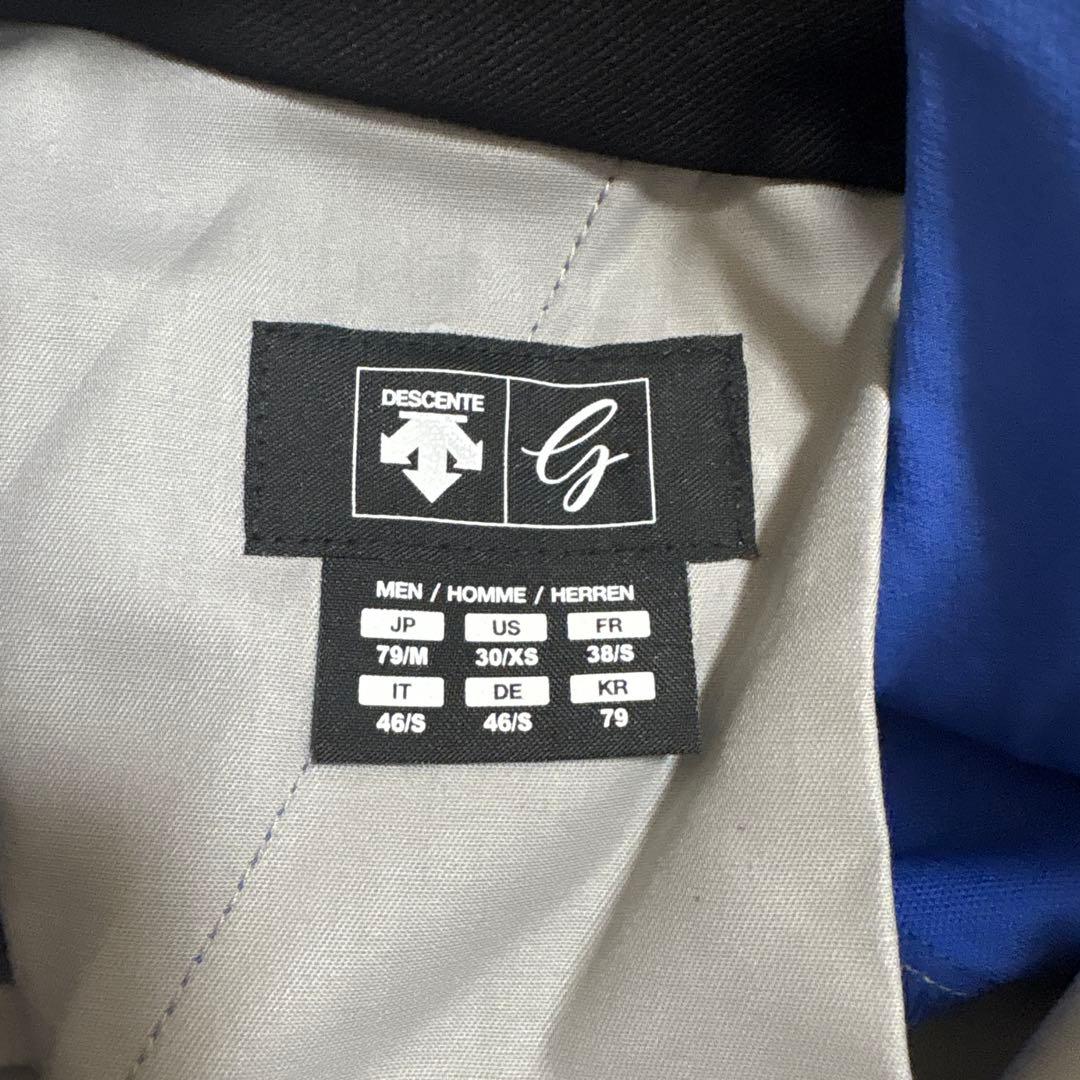 DESCENTE
G
MEN / HOMME / HERREN
JP US FR
79/M 30/XS 38/S
IT DE KR
46/S 46/S 79